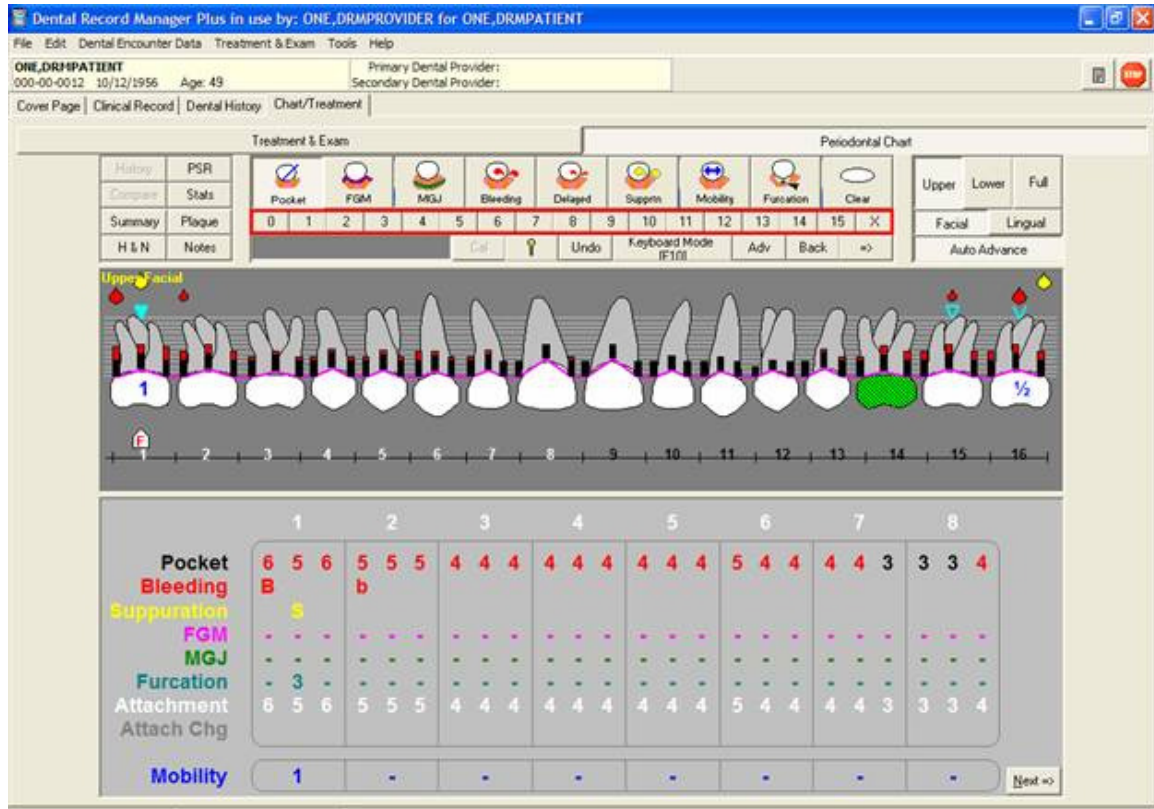 Dental Record Manager Plus in use by: ONE,DRMPROVIDER for ONE,DRMPATIENT
File Edit Dental Encounter Data Treatment & Exam Tools Help
ONE,DRMPATIENT Primary Dental Provider:
000-00-0012 10/12/1956 Age: 49 Secondary Dental Provider:
STOP
Cover Page Clinical Record Dental History Chart/Treatment
Treatment & Exam Periodontal Chart
History PSR
Compare Stats
Summary Plaque
H & N Notes
Pocket FGM MGJ Bleeding Delayed Supprtn Mobility Furcation Clear
0 1 2 3 4 5 6 7 8 9 10 11 12 13 14 15 X
Cal Undo Keyboard Mode [F10] Adv Back =>
Upper Lower Full
Facial Lingual
Auto Advance
Upper Facial
1 ½
F
1 2 3 4 5 6 7 8 9 10 11 12 13 14 15 16
1 2 3 4 5 6 7 8
Pocket 6 5 6 5 5 5 4 4 4 4 4 4 4 4 4 5 4 4 4 4 3 3 3 4
Bleeding B b
Suppuration S
FGM - - - - - - - - - - - - - - - - - - - - - - - -
MGJ - - - - - - - - - - - - - - - - - - - - - - - -
Furcation - 3 - - - - - - - - - - - - - - - - - - - - - -
Attachment 6 5 6 5 5 5 4 4 4 4 4 4 4 4 4 5 4 4 4 4 3 3 3 4
Attach Chg
Mobility 1 - - - - - - -
Next =>